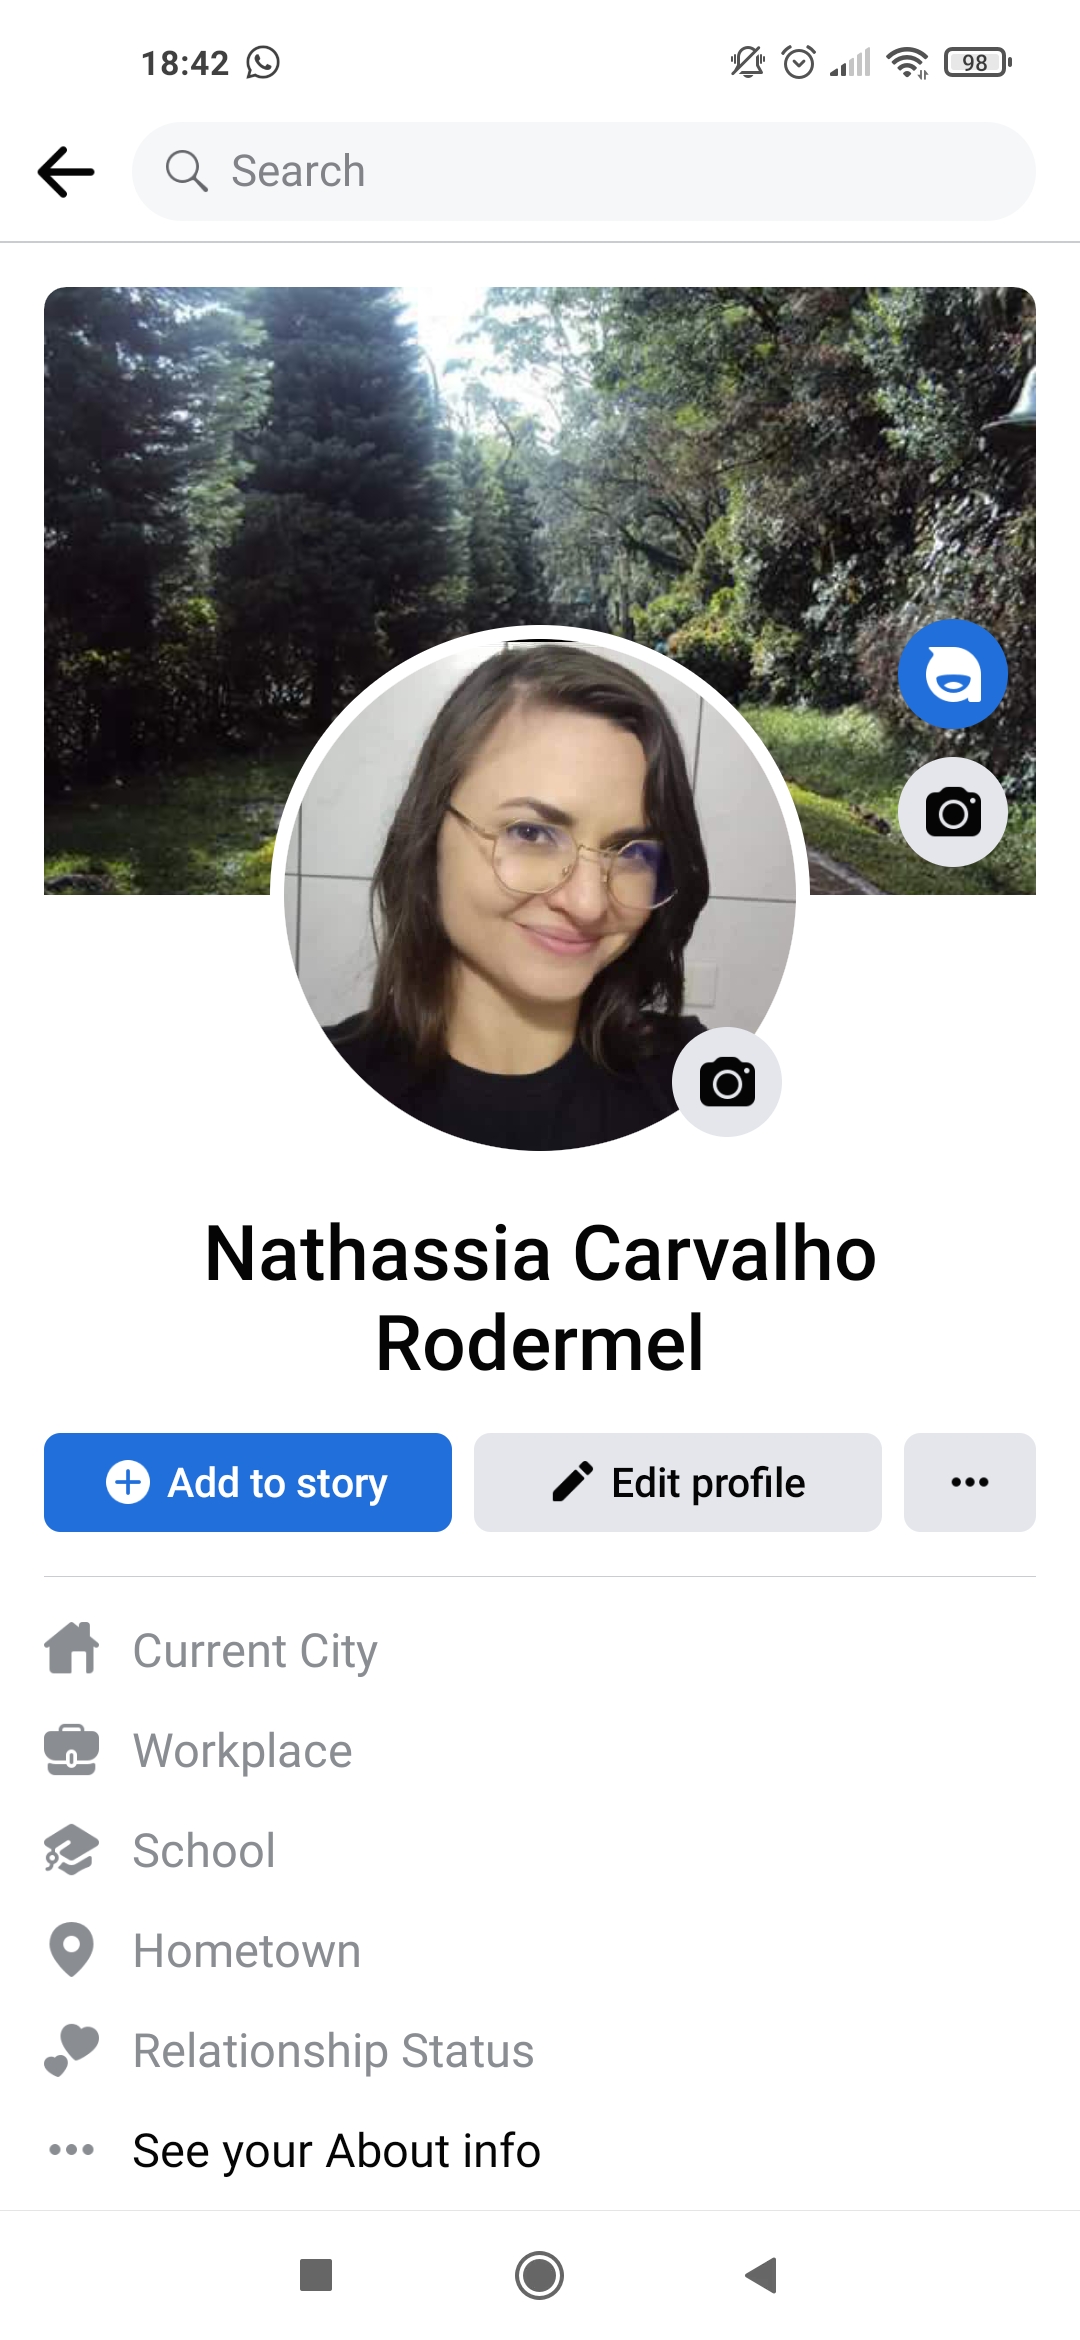 18:42
98
Search
Nathassia Carvalho
Rodermel
Add to story
Edit profile
Current City
Workplace
School
Hometown
Relationship Status
See your About info